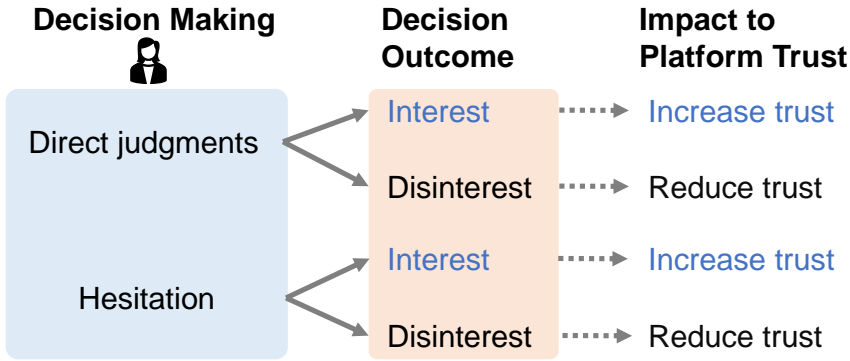 Decision Making
Decision
Outcome
Impact to
Platform Trust
Direct judgments
Interest
Increase trust
Disinterest
Reduce trust
Hesitation
Interest
Increase trust
Disinterest
Reduce trust